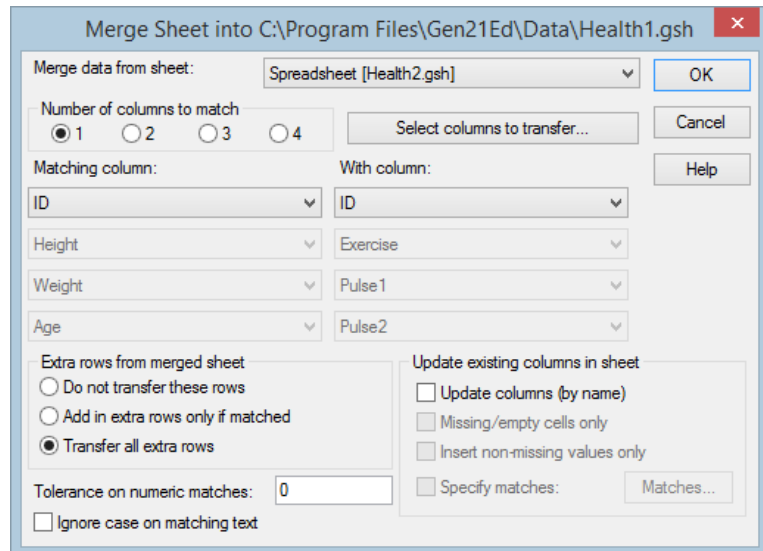 Merge Sheet into C:\Program Files\Gen21Ed\Data\Health1.gsh
Merge data from sheet: Spreadsheet [Health2.gsh] OK
Number of columns to match
1 2 3 4 Select columns to transfer... Cancel
Matching column: With column: Help
ID ID
Height Exercise
Weight Pulse1
Age Pulse2
Extra rows from merged sheet
Do not transfer these rows
Add in extra rows only if matched
Transfer all extra rows
Update existing columns in sheet
Update columns (by name)
Missing/empty cells only
Insert non-missing values only
Specify matches: Matches...
Tolerance on numeric matches: 0
Ignore case on matching text